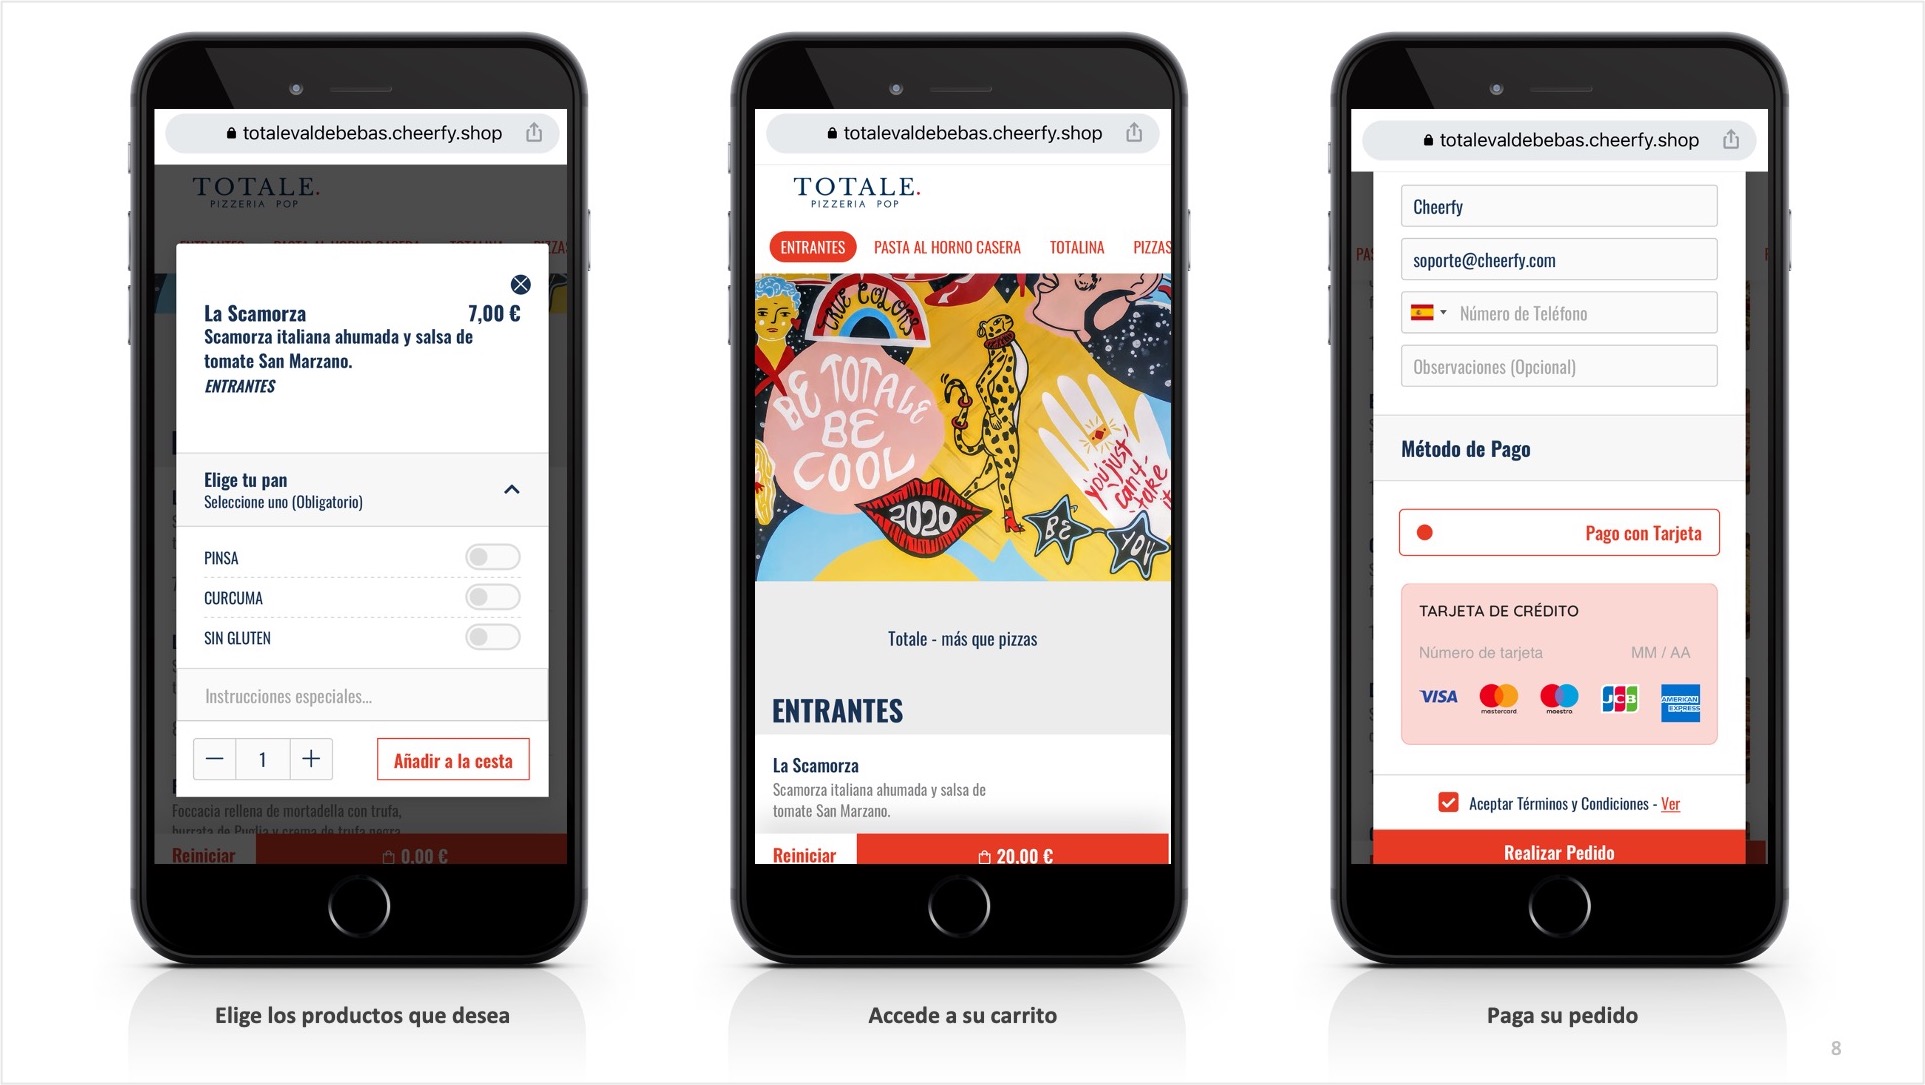 totalevaldebebas.cheerfy.shop
TOTALE.
PIZZERIA POP
La Scamorza 7,00 €
Scamorza italiana ahumada y salsa de
tomate San Marzano.
ENTRANTES
Elige tu pan
Seleccione uno (Obligatorio)
PINSA
CURCUMA
SIN GLUTEN
Instrucciones especiales...
1
Añadir a la cesta
Foccacia rellena de mortadella con trufa,
burrata de Puglia y crema de trufa negra
Reiniciar 0,00 €
Elige los productos que desea
totalevaldebebas.cheerfy.shop
TOTALE.
PIZZERIA POP
ENTRANTES PASTA AL HORNO CASERA TOTALINA PIZZAS
TRUE COLORS
BE TOTALE
BE
COOL
you just
can't
take
it
2020
BE
YOU
Totale - más que pizzas
ENTRANTES
La Scamorza
Scamorza italiana ahumada y salsa de
tomate San Marzano.
Reiniciar 20,00 €
Accede a su carrito
totalevaldebebas.cheerfy.shop
Cheerfy
soporte@cheerfy.com
Número de Teléfono
Observaciones (Opcional)
Método de Pago
Pago con Tarjeta
TARJETA DE CRÉDITO
Número de tarjeta MM / AA
VISA mastercard maestro JCB AMERICAN EXPRESS
Aceptar Términos y Condiciones - Ver
Realizar Pedido
Paga su pedido
8